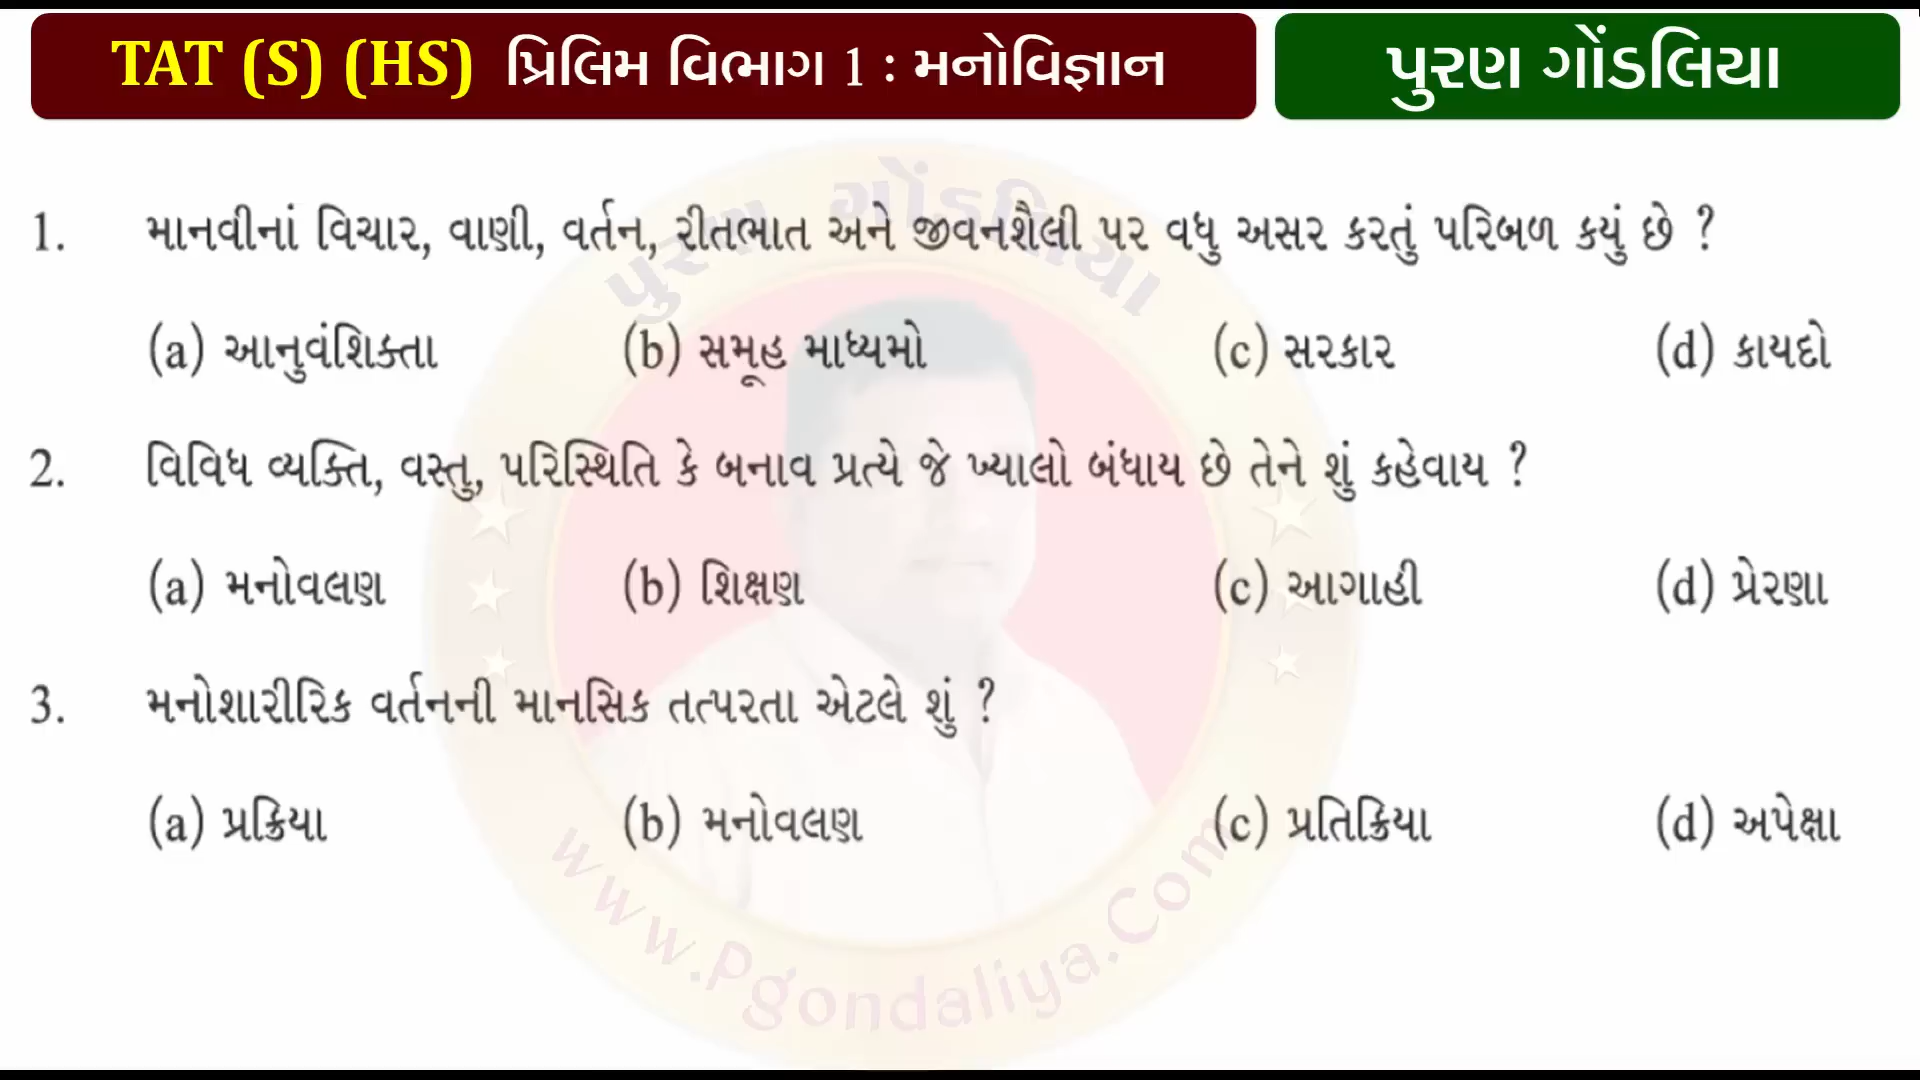 TAT (S) (HS) પ્રિલિમ વિભાગ 1 : મનોવિજ્ઞાન
પુરણ ગોંડલિયા
1. માનવીનાં વિચાર, વાણી, વર્તન, રીતભાત અને જીવનશૈલી પર વધુ અસર કરતું પરિબળ કયું છે ?
(a) આનુવંશિક્તા (b) સમૂહ માધ્યમો (c) સરકાર (d) કાયદો
2. વિવિધ વ્યક્તિ, વસ્તુ, પરિસ્થિતિ કે બનાવ પ્રત્યે જે ખ્યાલો બંધાય છે તેને શું કહેવાય ?
(a) મનોવલણ (b) શિક્ષણ (c) આગાહી (d) પ્રેરણા
3. મનોશારીરિક વર્તનની માનસિક તત્પરતા એટલે શું ?
(a) પ્રક્રિયા (b) મનોવલણ (c) પ્રતિક્રિયા (d) અપેક્ષા
પુરણ ગોંડલિયા
www.Pgondaliya.Com